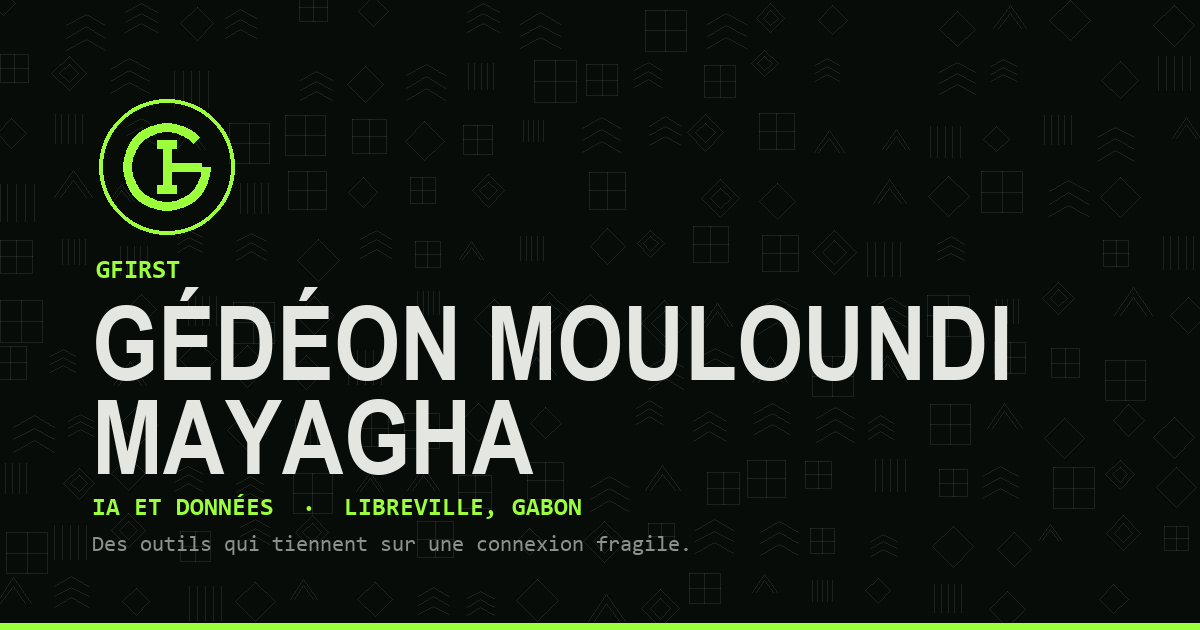 GFIRST
GÉDÉON MOULOUNDI
MAYAGHA
IA ET DONNÉES · LIBREVILLE, GABON
Des outils qui tiennent sur une connexion fragile.